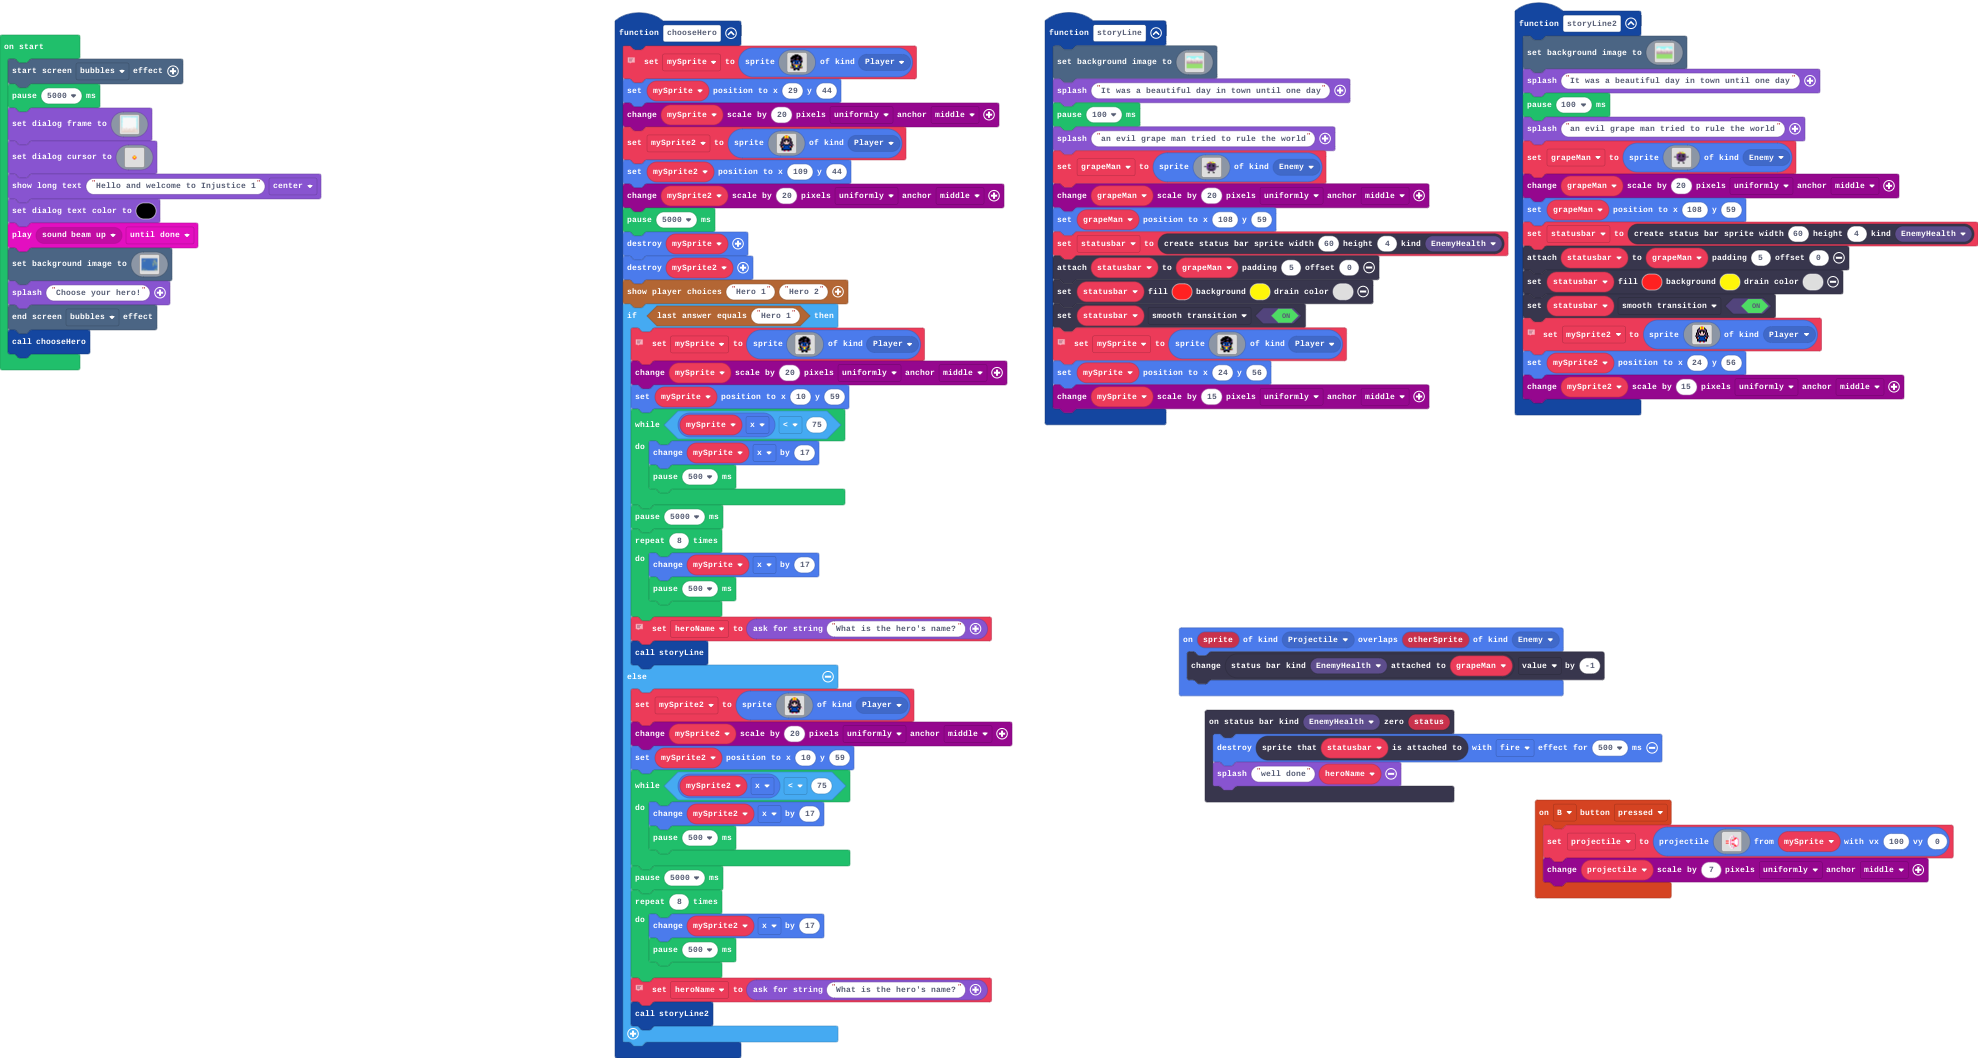 on start
start screen bubbles effect
pause 5000 ms
set dialog frame to
set dialog cursor to
show long text "Hello and welcome to Injustice 1" center
set dialog text color to
play sound beam up until done
set background image to
splash "Choose your hero!"
end screen bubbles effect
call chooseHero
function chooseHero
set mySprite to sprite of kind Player
set mySprite position to x 29 y 44
change mySprite scale by 20 pixels uniformly anchor middle
set mySprite2 to sprite of kind Player
set mySprite2 position to x 109 y 44
change mySprite2 scale by 20 pixels uniformly anchor middle
pause 5000 ms
destroy mySprite
destroy mySprite2
show player choices "Hero 1" "Hero 2"
if last answer equals "Hero 1" then
set mySprite to sprite of kind Player
change mySprite scale by 20 pixels uniformly anchor middle
set mySprite position to x 10 y 59
while mySprite x < 75
do change mySprite x by 17
pause 500 ms
pause 5000 ms
repeat 8 times
do change mySprite x by 17
pause 500 ms
set heroName to ask for string "What is the hero's name?"
call storyLine
else
set mySprite2 to sprite of kind Player
change mySprite2 scale by 20 pixels uniformly anchor middle
set mySprite2 position to x 10 y 59
while mySprite2 x < 75
do change mySprite2 x by 17
pause 500 ms
pause 5000 ms
repeat 8 times
do change mySprite2 x by 17
pause 500 ms
set heroName to ask for string "What is the hero's name?"
call storyLine2
function storyLine
set background image to
splash "It was a beautiful day in town until one day"
pause 100 ms
splash "an evil grape man tried to rule the world"
set grapeMan to sprite of kind Enemy
change grapeMan scale by 20 pixels uniformly anchor middle
set grapeMan position to x 108 y 59
set statusbar to create status bar sprite width 60 height 4 kind EnemyHealth
attach statusbar to grapeMan padding 5 offset 0
set statusbar fill background drain color
set statusbar smooth transition ON
set mySprite to sprite of kind Player
set mySprite position to x 24 y 56
change mySprite scale by 15 pixels uniformly anchor middle
function storyLine2
set background image to
splash "It was a beautiful day in town until one day"
pause 100 ms
splash "an evil grape man tried to rule the world"
set grapeMan to sprite of kind Enemy
change grapeMan scale by 20 pixels uniformly anchor middle
set grapeMan position to x 108 y 59
set statusbar to create status bar sprite width 60 height 4 kind EnemyHealth
attach statusbar to grapeMan padding 5 offset 0
set statusbar fill background drain color
set statusbar smooth transition ON
set mySprite2 to sprite of kind Player
set mySprite2 position to x 24 y 56
change mySprite2 scale by 15 pixels uniformly anchor middle
on sprite of kind Projectile overlaps otherSprite of kind Enemy
change status bar kind EnemyHealth attached to grapeMan value by -1
on status bar kind EnemyHealth zero status
destroy sprite that statusbar is attached to with fire effect for 500 ms
splash "well done" heroName
on B button pressed
set projectile to projectile from mySprite with vx 100 vy 0
change projectile scale by 7 pixels uniformly anchor middle